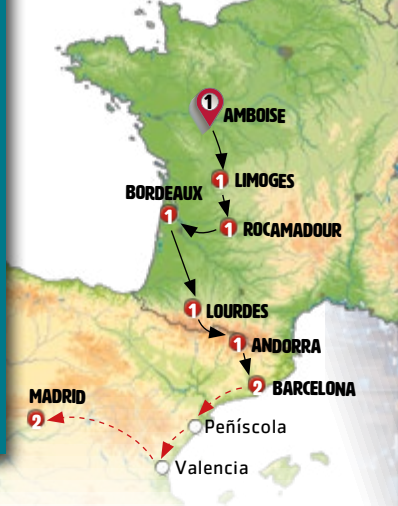 1
AMBOISE
1 LIMOGES
BORDEAUX
1
1 ROCAMADOUR
1 LOURDES
1 ANDORRA
2 BARCELONA
MADRID
2
Peñíscola
Valencia